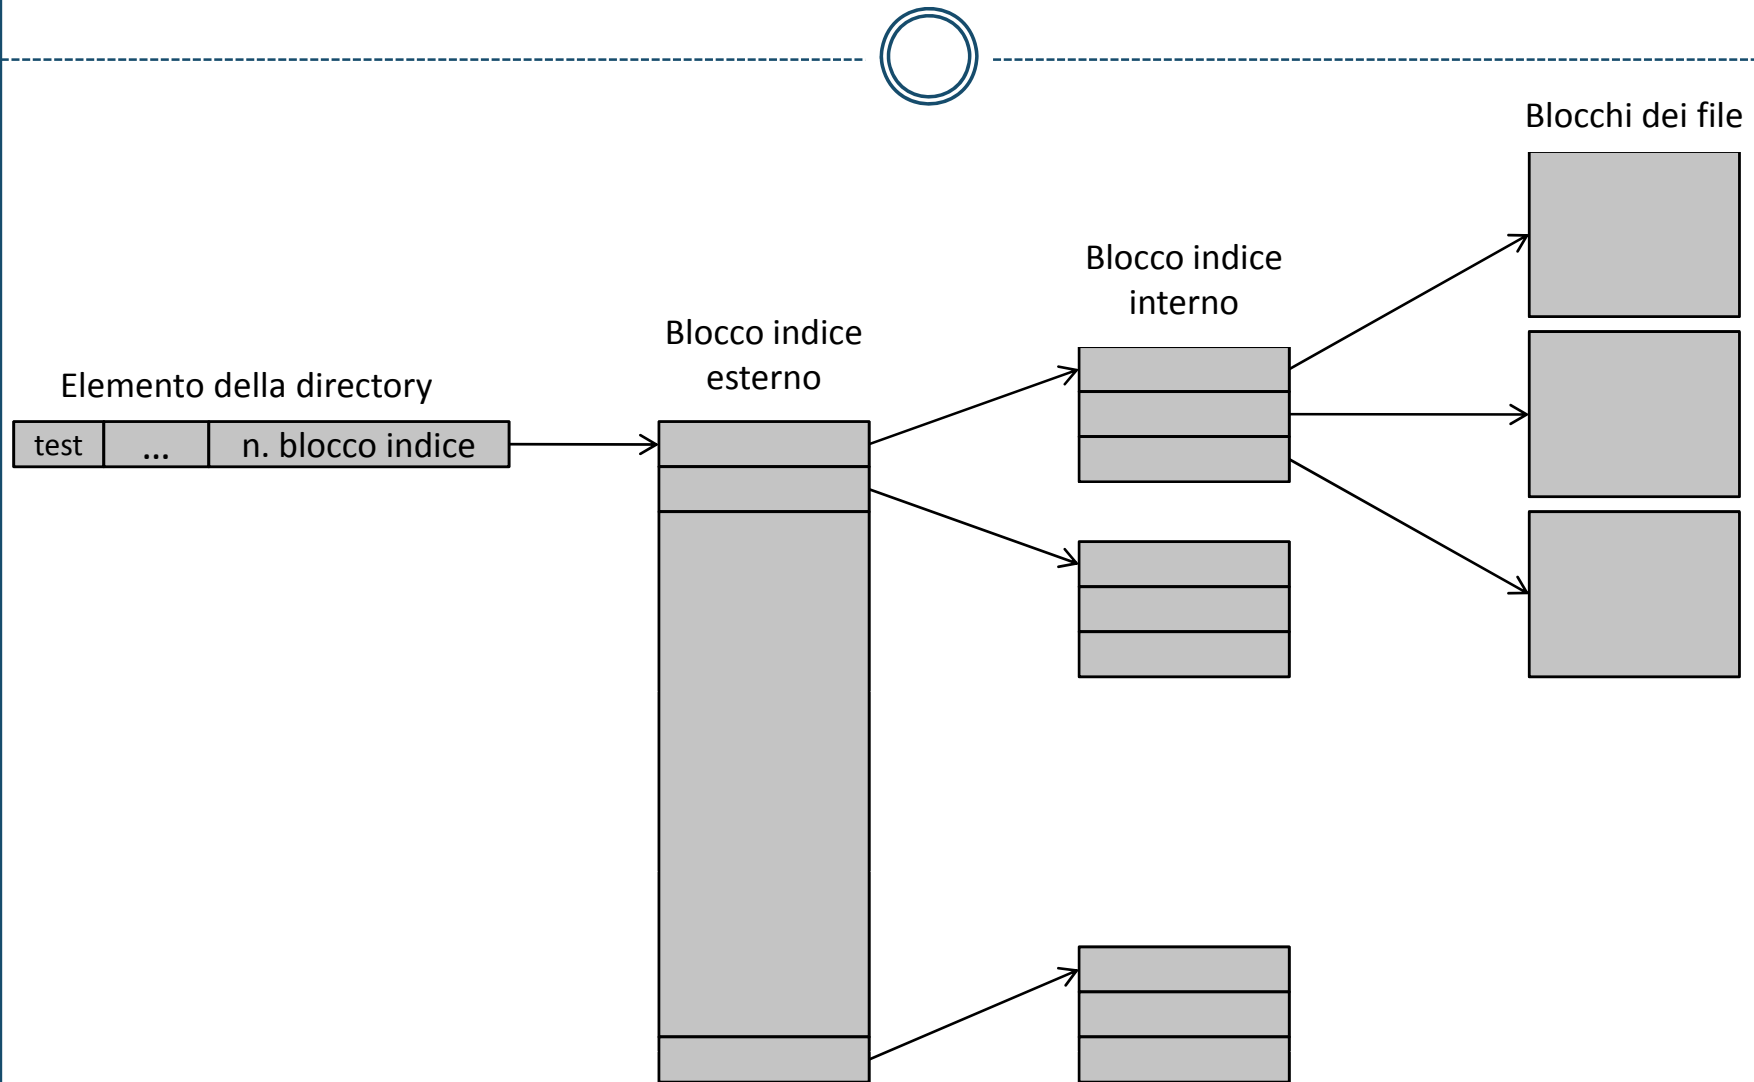 Blocchi dei file
Blocco indice
interno
Blocco indice
esterno
Elemento della directory
test
...
n. blocco indice